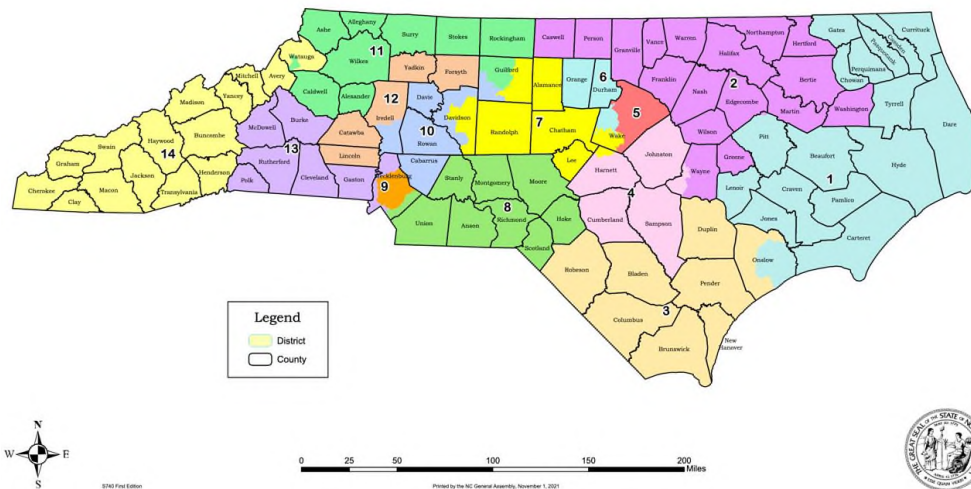 Alleghany
Ashe
Surry
Stokes
Rockingham
Caswell
Person
Granville
Vance
Warren
Northampton
Hertford
Gates
Camden
Currituck
Pasquotank
Perquimans
Chowan
Halifax
Bertie
Watauga
Wilkes
11
Yadkin
Forsyth
Guilford
Alamance
Orange
6
Durham
Franklin
Nash
2
Edgecombe
Martin
Washington
Tyrrell
Dare
Mitchell
Avery
Caldwell
Alexander
12
Iredell
Davie
Davidson
Randolph
7
Chatham
Wake
5
Wilson
Pitt
Beaufort
Hyde
Madison
Yancey
Burke
McDowell
Catawba
10
Rowan
Johnston
Greene
Wayne
Lenoir
Craven
1
Pamlico
Swain
Haywood
Buncombe
14
13
Rutherford
Lincoln
Cabarrus
Lee
Harnett
4
Graham
Jackson
Henderson
Polk
Cleveland
Gaston
Mecklenburg
9
Stanly
Montgomery
Moore
Cumberland
Sampson
Duplin
Jones
Carteret
Cherokee
Clay
Macon
Transylvania
Union
Anson
8
Richmond
Hoke
Scotland
Onslow
Robeson
Bladen
Pender
Columbus
3
Brunswick
New
Hanover
Legend
District
County
N
W E
S
0 50 100 200
Miles
S740 First Edition
Printed by the NC General Assembly, November 1, 2021
THE GREAT SEAL OF THE STATE OF N